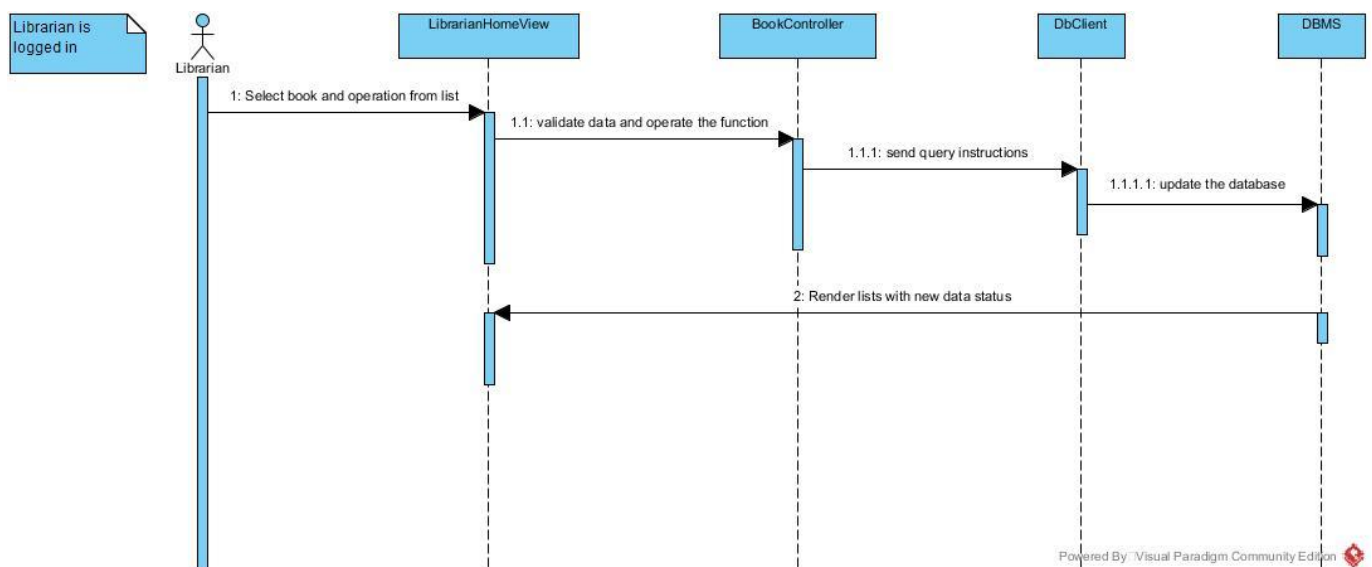 Librarian is
logged in
Librarian
LibrarianHomeView
BookController
DbClient
DBMS
1: Select book and operation from list
1.1: validate data and operate the function
1.1.1: send query instructions
1.1.1.1: update the database
2: Render lists with new data status
Powered By Visual Paradigm Community Edition